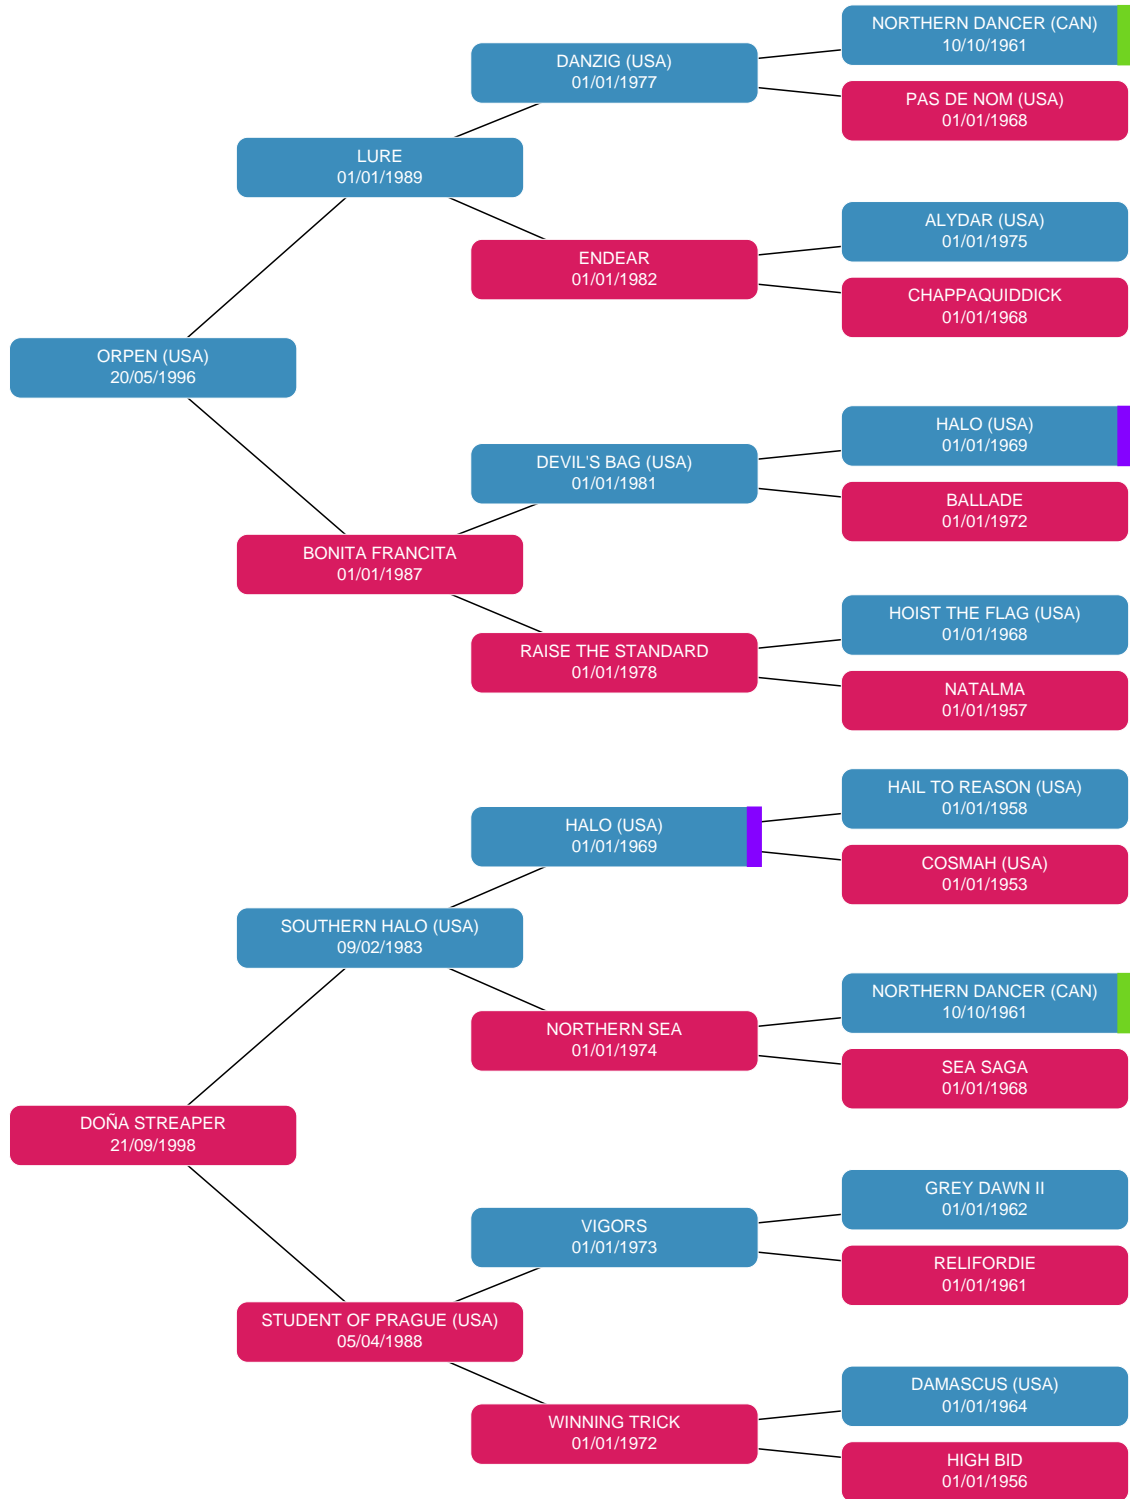 NORTHERN DANCER (CAN)
10/10/1961
DANZIG (USA)
01/01/1977
PAS DE NOM (USA)
01/01/1968
LURE
01/01/1989
ALYDAR (USA)
01/01/1975
ENDEAR
01/01/1982
CHAPPAQUIDDICK
01/01/1968
ORPEN (USA)
20/05/1996
HALO (USA)
01/01/1969
DEVIL'S BAG (USA)
01/01/1981
BALLADE
01/01/1972
BONITA FRANCITA
01/01/1987
HOIST THE FLAG (USA)
01/01/1968
RAISE THE STANDARD
01/01/1978
NATALMA
01/01/1957
HAIL TO REASON (USA)
01/01/1958
HALO (USA)
01/01/1969
COSMAH (USA)
01/01/1953
SOUTHERN HALO (USA)
09/02/1983
NORTHERN DANCER (CAN)
10/10/1961
NORTHERN SEA
01/01/1974
SEA SAGA
01/01/1968
DOÑA STREAPER
21/09/1998
GREY DAWN II
01/01/1962
VIGORS
01/01/1973
RELIFORDIE
01/01/1961
STUDENT OF PRAGUE (USA)
05/04/1988
DAMASCUS (USA)
01/01/1964
WINNING TRICK
01/01/1972
HIGH BID
01/01/1956